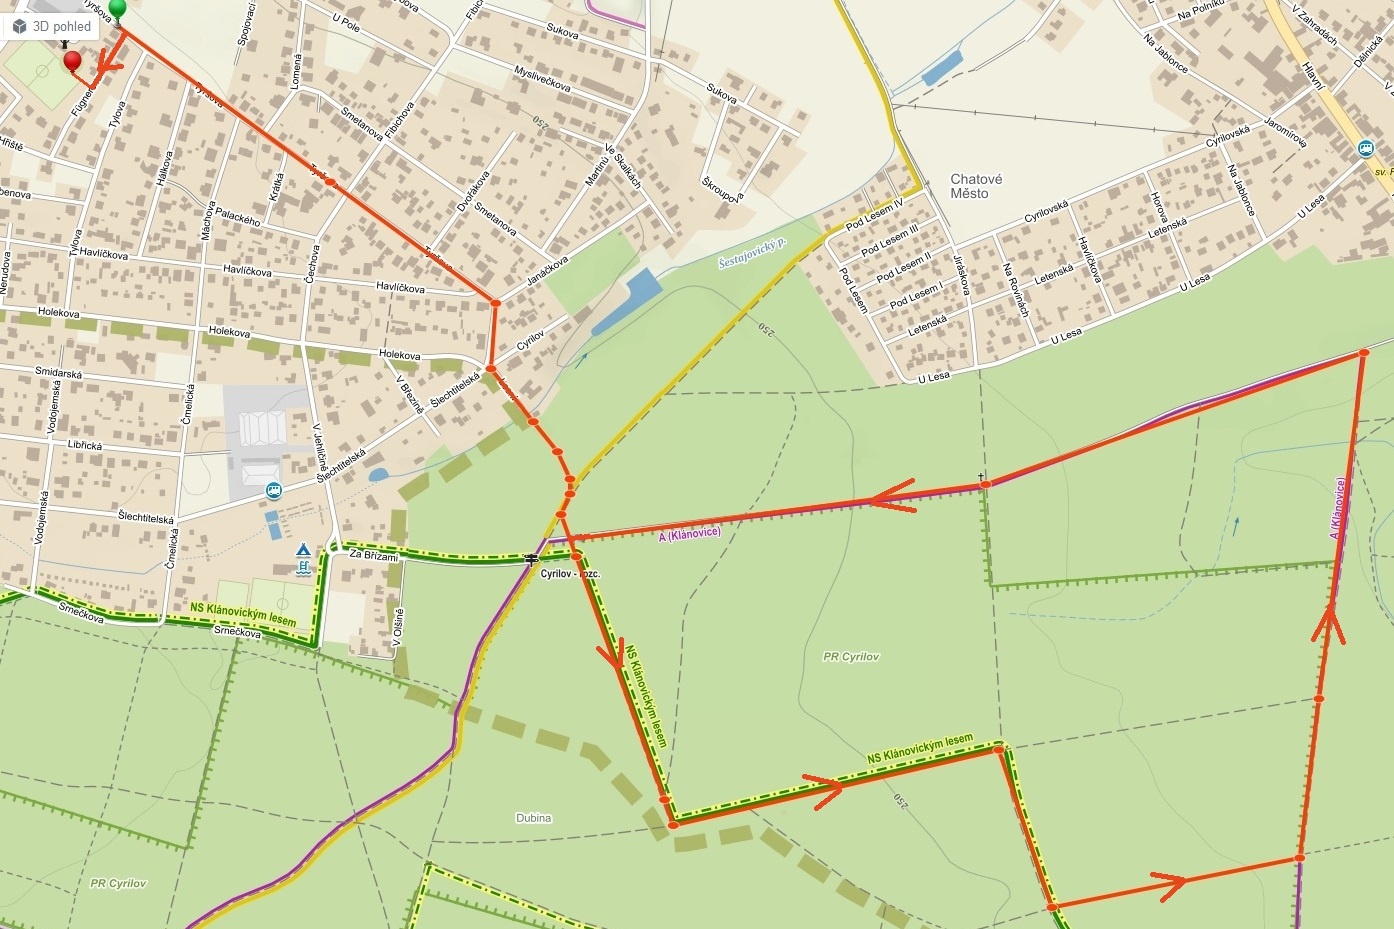 Tyršova
3D pohled
Spojovací
U Pole
Sukova
Na Polníku
V Zahradách
Na Jablonce
Dělnická
Hlavní
Lomená
Myslivečkova
Sukova
Tyršova
Tylova
Smetanova
Fibichova
250
Martinů
Ve Skalkách
Cyrilovská
Jaromírova
Hřiště
Hálkova
Krátká
Dvořákova
Chatové
Město
Na Jablonce
Pod Lesem IV
Cyrilovská
Horova
U Lesa
Máchova
Palackého
Smetanova
Pod Lesem III
Letenská
Nerudova
Tylova
Havlíčkova
Čechova
Havlíčkova
Janáčkova
Šestajovický p.
Pod Lesem II
Jiráskova
Havlíčkova
Letenská
Pod Lesem
Pod Lesem I
Na Rovinách
U Lesa
Havlíčkova
Holekova
Holekova
Cyrilov
250
Letenská
U Lesa
Holekova
Smidarská
Šlechtitelská
U Lesa
Vodojemská
Čmelická
V Březině
Libřická
V Jehličině
Šlechtitelská
Vodojemská
Šlechtitelská
Čmelická
A (Klánovice)
A (Klánovice)
Za Břízami
Cyrilov - rozc.
NS Klánovickým lesem
Srnečkova
Srnečkova
V Olšině
NS Klánovickým lesem
PR Cyrilov
NS Klánovickým lesem
250
Dubina
PR Cyrilov